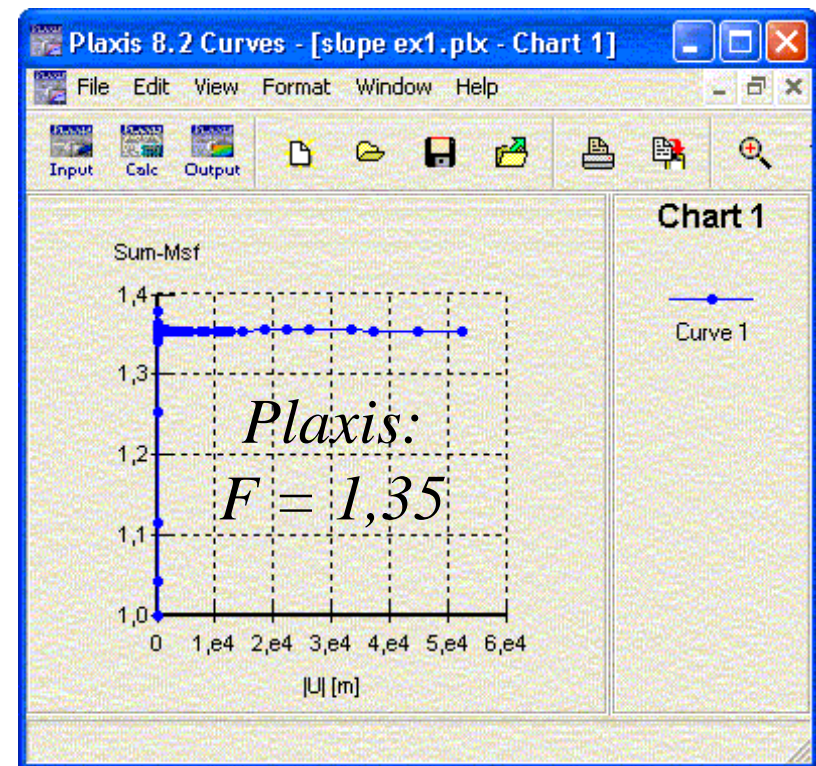 Plaxis 8.2 Curves - [slope ex1.plx - Chart 1]
File Edit View Format Window Help
Input Calc Output
Chart 1
Sum-Msf
1,4
1,3
1,2
1,1
1,0
0 1,e4 2,e4 3,e4 4,e4 5,e4 6,e4
|U| [m]
Plaxis:
F = 1,35
Curve 1